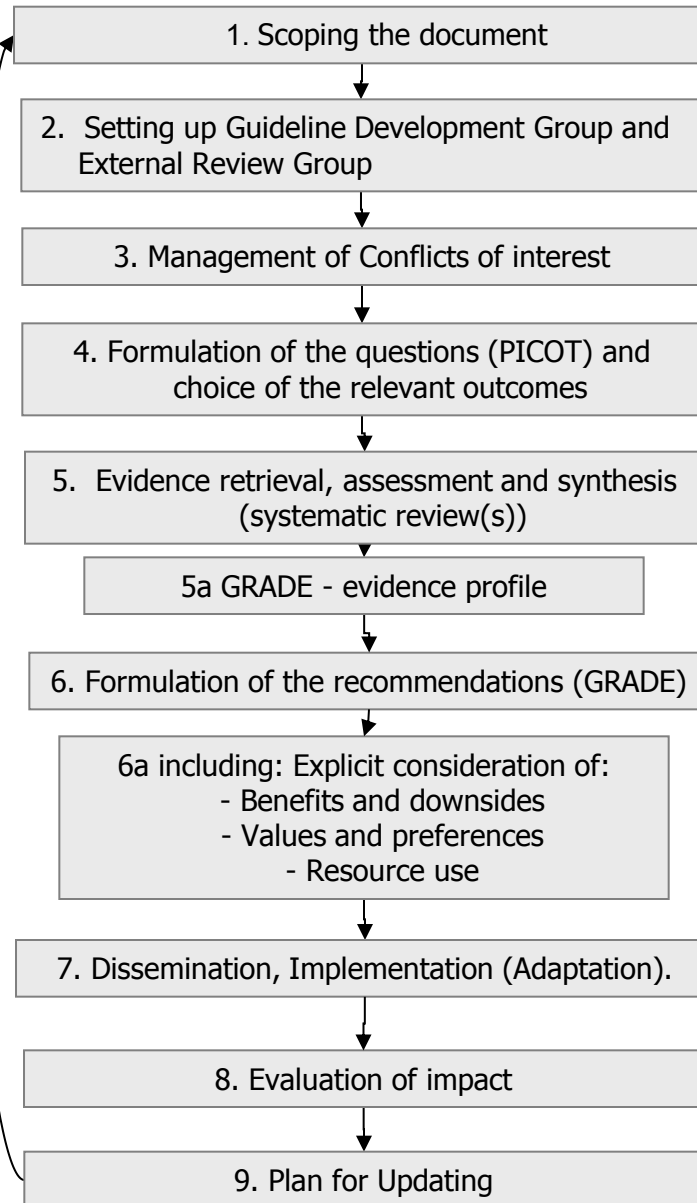 1. Scoping the document
2. Setting up Guideline Development Group and
External Review Group
3. Management of Conflicts of interest
4. Formulation of the questions (PICOT) and
choice of the relevant outcomes
5. Evidence retrieval, assessment and synthesis
(systematic review(s))
5a GRADE - evidence profile
6. Formulation of the recommendations (GRADE)
6a including: Explicit consideration of:
- Benefits and downsides
- Values and preferences
- Resource use
7. Dissemination, Implementation (Adaptation).
8. Evaluation of impact
9. Plan for Updating